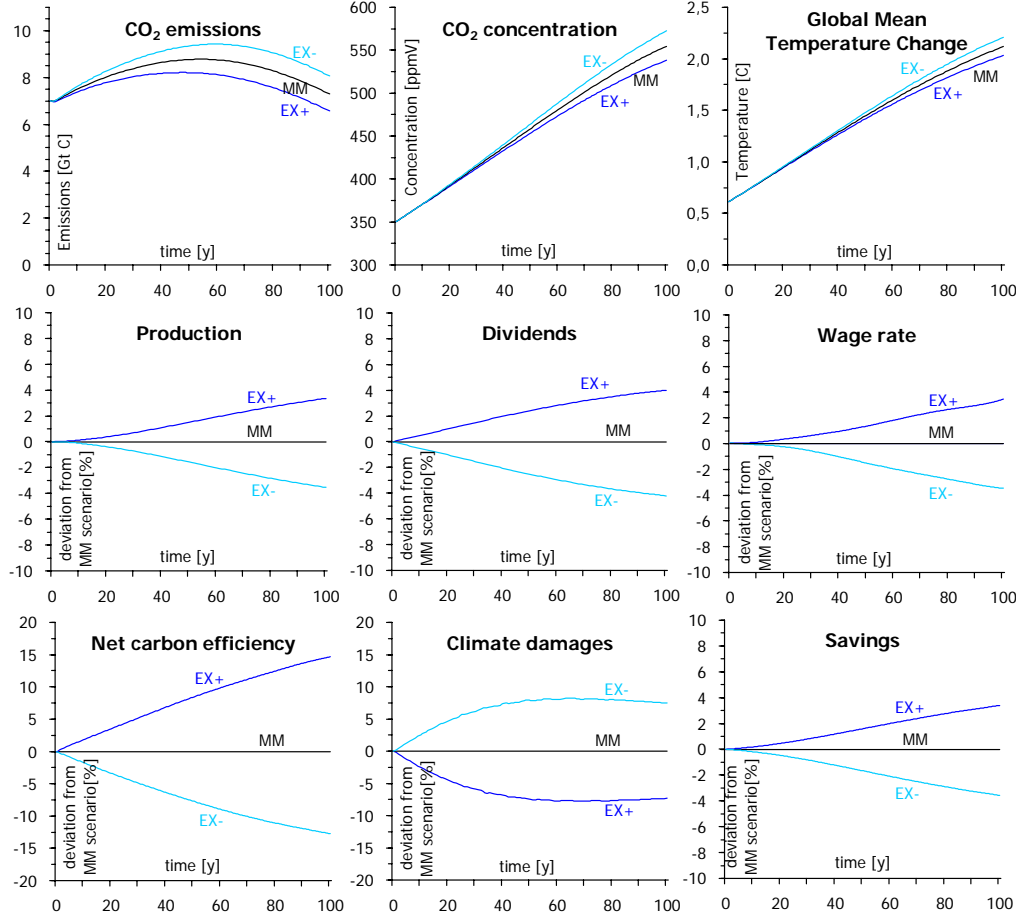 CO₂ emissions
10
8
6
4
2
0
Emissions [Gt C]
EX-
MM
EX+
time [y]
0 20 40 60 80 100
CO₂ concentration
600
550
500
450
400
350
300
Concentration [ppmV]
EX-
MM
EX+
time [y]
0 20 40 60 80 100
Global Mean
Temperature Change
2,5
2,0
1,5
1,0
0,5
0,0
Temperature [C]
EX-
MM
EX+
time [y]
0 20 40 60 80 100
Production
10
8
6
4
2
0
-2
-4
-6
-8
-10
EX+
MM
EX-
deviation from
MM scenario[%]
time [y]
0 20 40 60 80 100
Dividends
10
8
6
4
2
0
-2
-4
-6
-8
-10
EX+
MM
EX-
deviation from
MM scenario[%]
time [y]
0 20 40 60 80 100
Wage rate
10
8
6
4
2
0
-2
-4
-6
-8
-10
EX+
MM
EX-
deviation from
MM scenario[%]
time [y]
0 20 40 60 80 100
Net carbon efficiency
20
15
10
5
0
-5
-10
-15
-20
EX+
MM
EX-
deviation from
MM scenario[%]
time [y]
0 20 40 60 80 100
Climate damages
20
15
10
5
0
-5
-10
-15
-20
EX-
MM
EX+
deviation from
MM scenario[%]
time [y]
0 20 40 60 80 100
Savings
10
8
6
4
2
0
-2
-4
-6
-8
-10
EX+
MM
EX-
deviation from
MM scenario[%]
time [y]
0 20 40 60 80 100